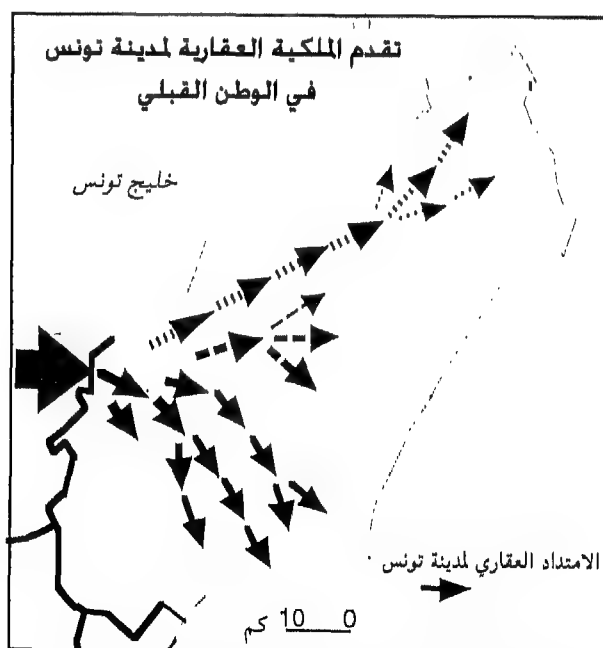 تقدم الملكية العقارية لمدينة تونس
في الوطن القبلي
خليج تونس
الامتداد العقاري لمدينة تونس
0 10 كم